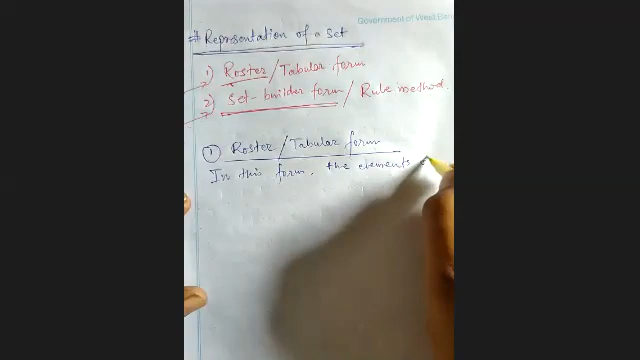 Government of West Ben
# Representation of a set
1) Roster/Tabular form
2) Set-builder form / Rule method.
① Roster/Tabular form
In this form, the elements